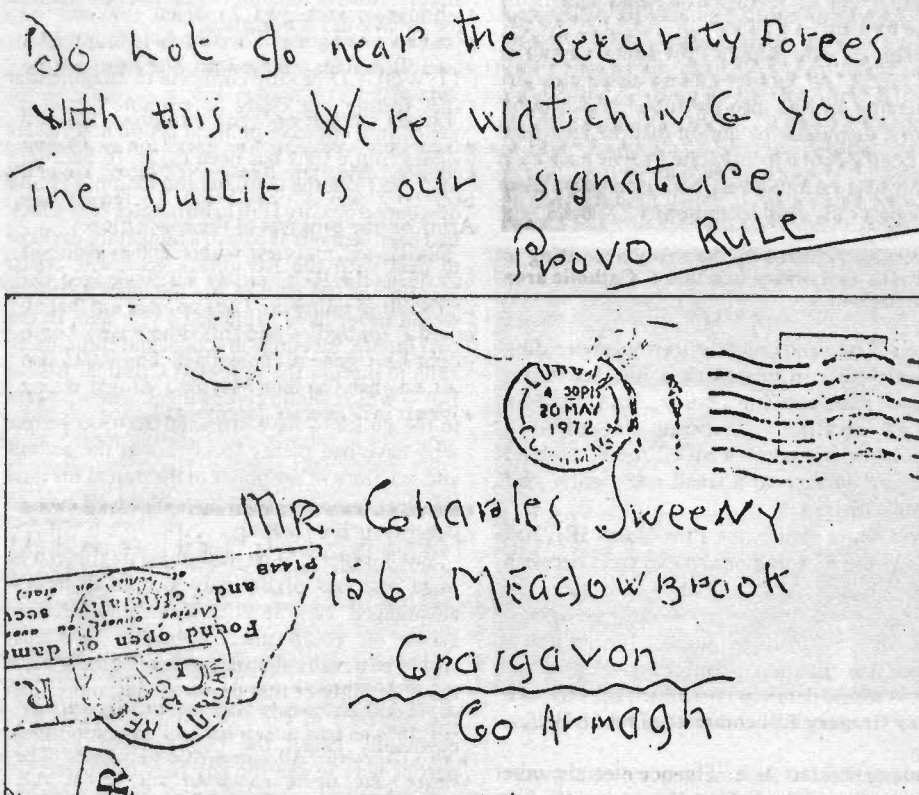 Do not go near the security forces
with this We're watching you.
The bullit is our signature.
Provo Rule
LURGAN
4 30PM
20 MAY
1972
MR. Charles Sweeny
156 Meadowbrook
Craigavon
Co Armagh
P1448
Found open or
and officially